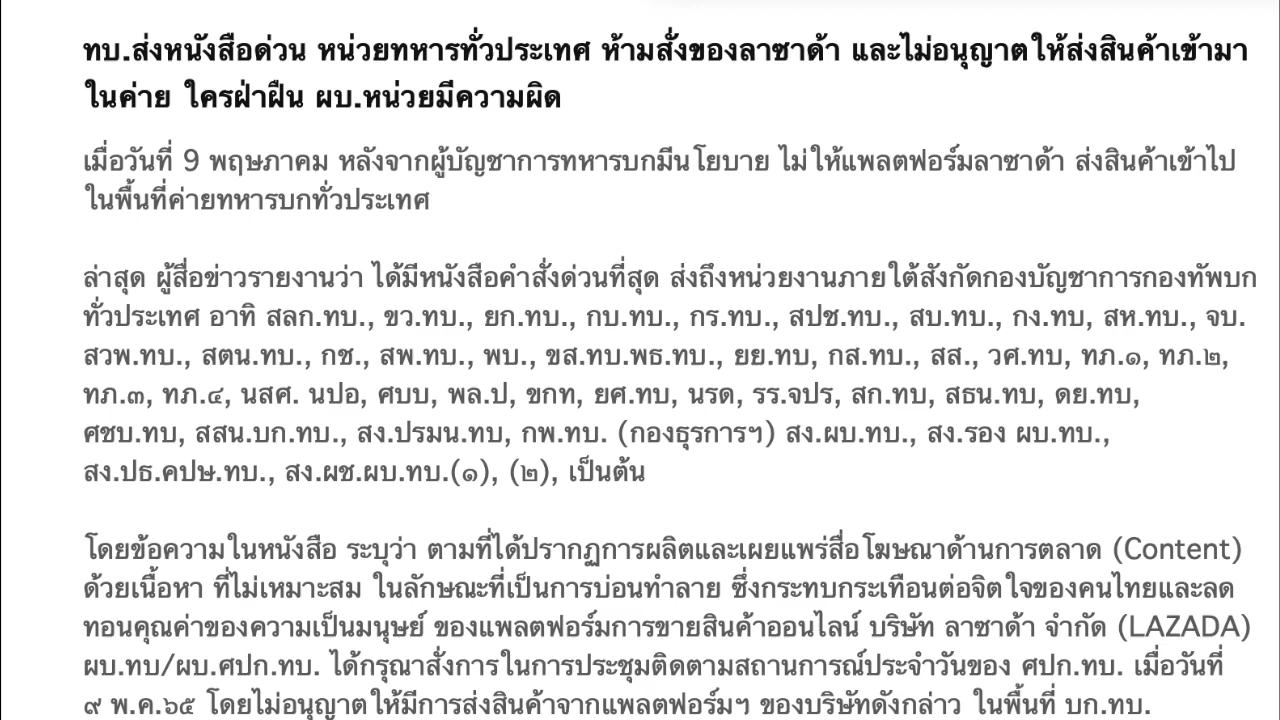 ทบ.ส่งหนังสือด่วน หน่วยทหารทั่วประเทศ ห้ามสั่งของลาซาด้า และไม่อนุญาตให้ส่งสินค้าเข้ามา
ในค่าย ใครฝ่าฝืน ผบ.หน่วยมีความผิด
เมื่อวันที่ 9 พฤษภาคม หลังจากผู้บัญชาการทหารบกมีนโยบาย ไม่ให้แพลตฟอร์มลาซาด้า ส่งสินค้าเข้าไป
ในพื้นที่ค่ายทหารบกทั่วประเทศ
ล่าสุด ผู้สื่อข่าวรายงานว่า ได้มีหนังสือคำสั่งด่วนที่สุด ส่งถึงหน่วยงานภายใต้สังกัดกองบัญชาการกองทัพบก
ทั่วประเทศ อาทิ สลก.ทบ., ขว.ทบ., ยก.ทบ., กบ.ทบ., กร.ทบ., สปช.ทบ., สบ.ทบ., กง.ทบ, สห.ทบ., จบ.
สวพ.ทบ., สตน.ทบ., กช., สพ.ทบ., พบ., ขส.ทบ.พธ.ทบ., ยย.ทบ, กส.ทบ., สส., วศ.ทบ, ทภ.๑, ทภ.๒,
ทภ.๓, ทภ.๔, นสศ. นปอ, ศบบ, พล.ป, ขกท, ยศ.ทบ, นรด, รร.จปร, สก.ทบ, สธน.ทบ, ดย.ทบ,
ศชบ.ทบ, สสน.บก.ทบ., สง.ปรมน.ทบ, กพ.ทบ. (กองธุรการฯ) สง.ผบ.ทบ., สง.รอง ผบ.ทบ.,
สง.ปธ.คปษ.ทบ., สง.ผช.ผบ.ทบ.(๑), (๒), เป็นต้น
โดยข้อความในหนังสือ ระบุว่า ตามที่ได้ปรากฏการผลิตและเผยแพร่สื่อโฆษณาด้านการตลาด (Content)
ด้วยเนื้อหา ที่ไม่เหมาะสม ในลักษณะที่เป็นการบ่อนทำลาย ซึ่งกระทบกระเทือนต่อจิตใจของคนไทยและลด
ทอนคุณค่าของความเป็นมนุษย์ ของแพลตฟอร์มการขายสินค้าออนไลน์ บริษัท ลาซาด้า จำกัด (LAZADA)
ผบ.ทบ/ผบ.ศปก.ทบ. ได้กรุณาสั่งการในการประชุมติดตามสถานการณ์ประจำวันของ ศปก.ทบ. เมื่อวันที่
๙ พ.ค.๖๕ โดยไม่อนุญาตให้มีการส่งสินค้าจากแพลตฟอร์มฯ ของบริษัทดังกล่าว ในพื้นที่ บก.ทบ.